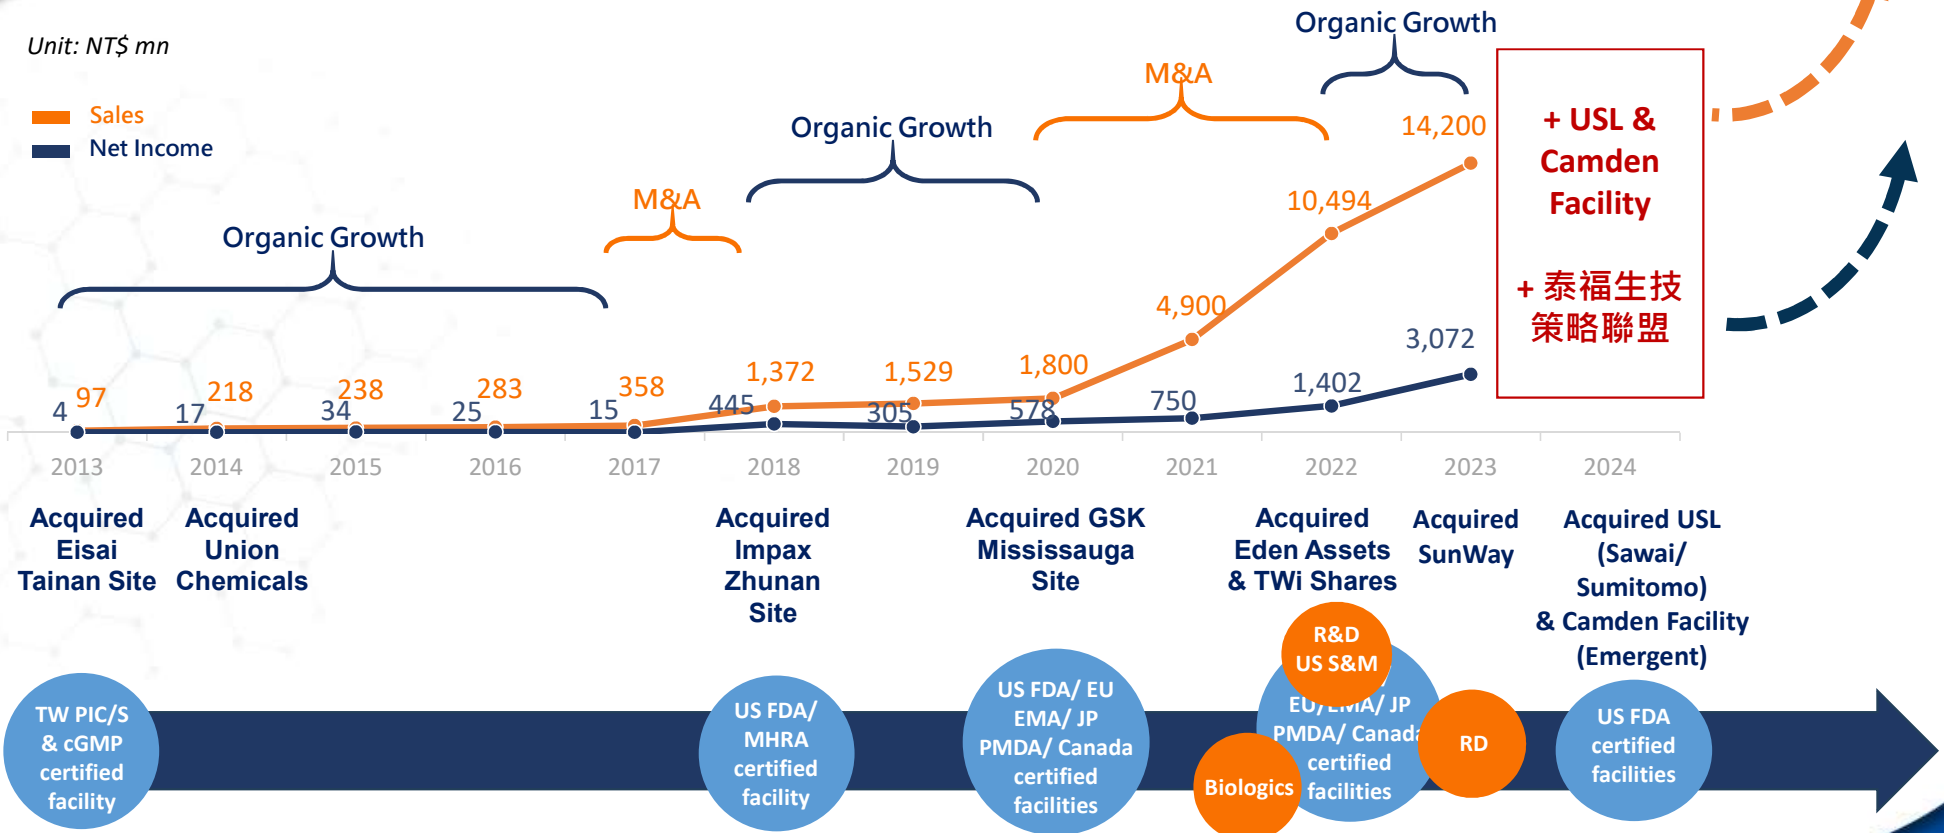 Unit: NT$ mn
Sales
Net Income
Organic Growth
M&A
Organic Growth
M&A
Organic Growth
+ USL &
Camden
Facility
+ 泰福生技
策略聯盟
97
218
238
283
358
1,372
1,529
1,800
4,900
10,494
14,200
4
17
34
25
15
445
305
578
750
1,402
3,072
2013
2014
2015
2016
2017
2018
2019
2020
2021
2022
2023
2024
Acquired
Eisai
Tainan Site
Acquired
Union
Chemicals
Acquired
Impax
Zhunan
Site
Acquired GSK
Mississauga
Site
Acquired
Eden Assets
& TWi Shares
Acquired
SunWay
Acquired USL
(Sawai/
Sumitomo)
& Camden Facility
(Emergent)
TW PIC/S
& cGMP
certified
facility
US FDA/
MHRA
certified
facility
US FDA/ EU
EMA/ JP
PMDA/ Canada
certified
facilities
R&D
US S&M
EU/EMA/ JP
PMDA/ Canada
certified
facilities
Biologics
RD
US FDA
certified
facilities